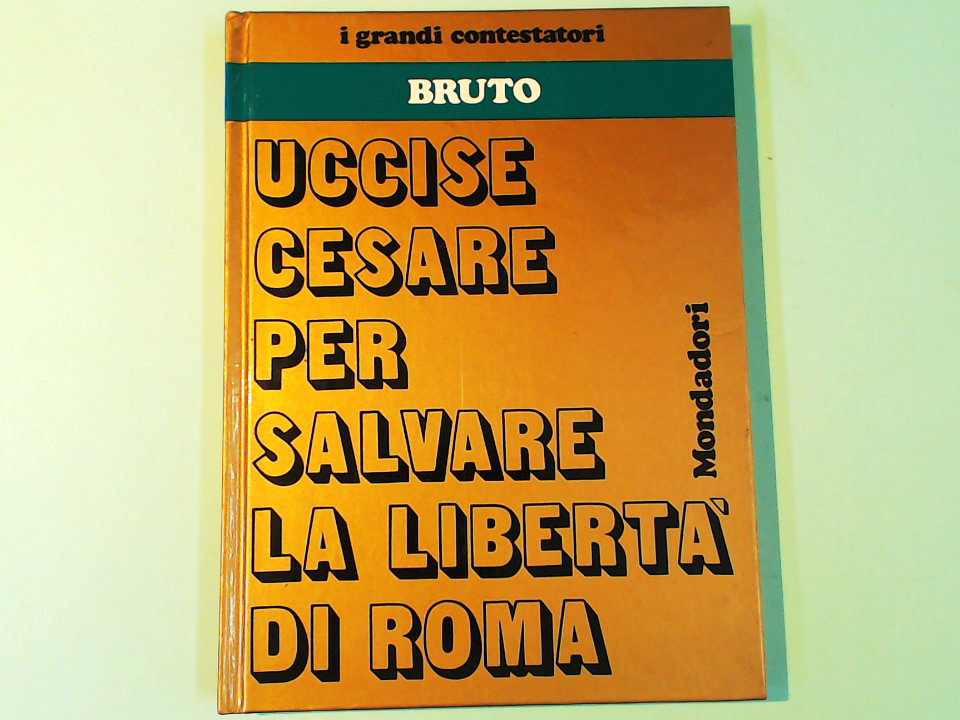 i grandi contestatori
BRUTO
UCCISE
CESARE
PER
SALVARE
LA LIBERTA'
DI ROMA
Mondadori